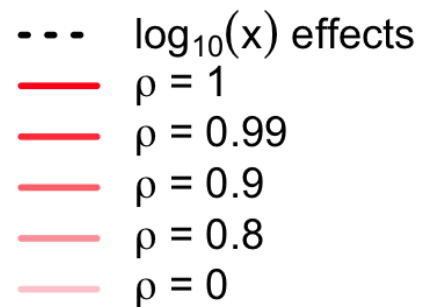 log₁₀(x) effects
ρ = 1
ρ = 0.99
ρ = 0.9
ρ = 0.8
ρ = 0